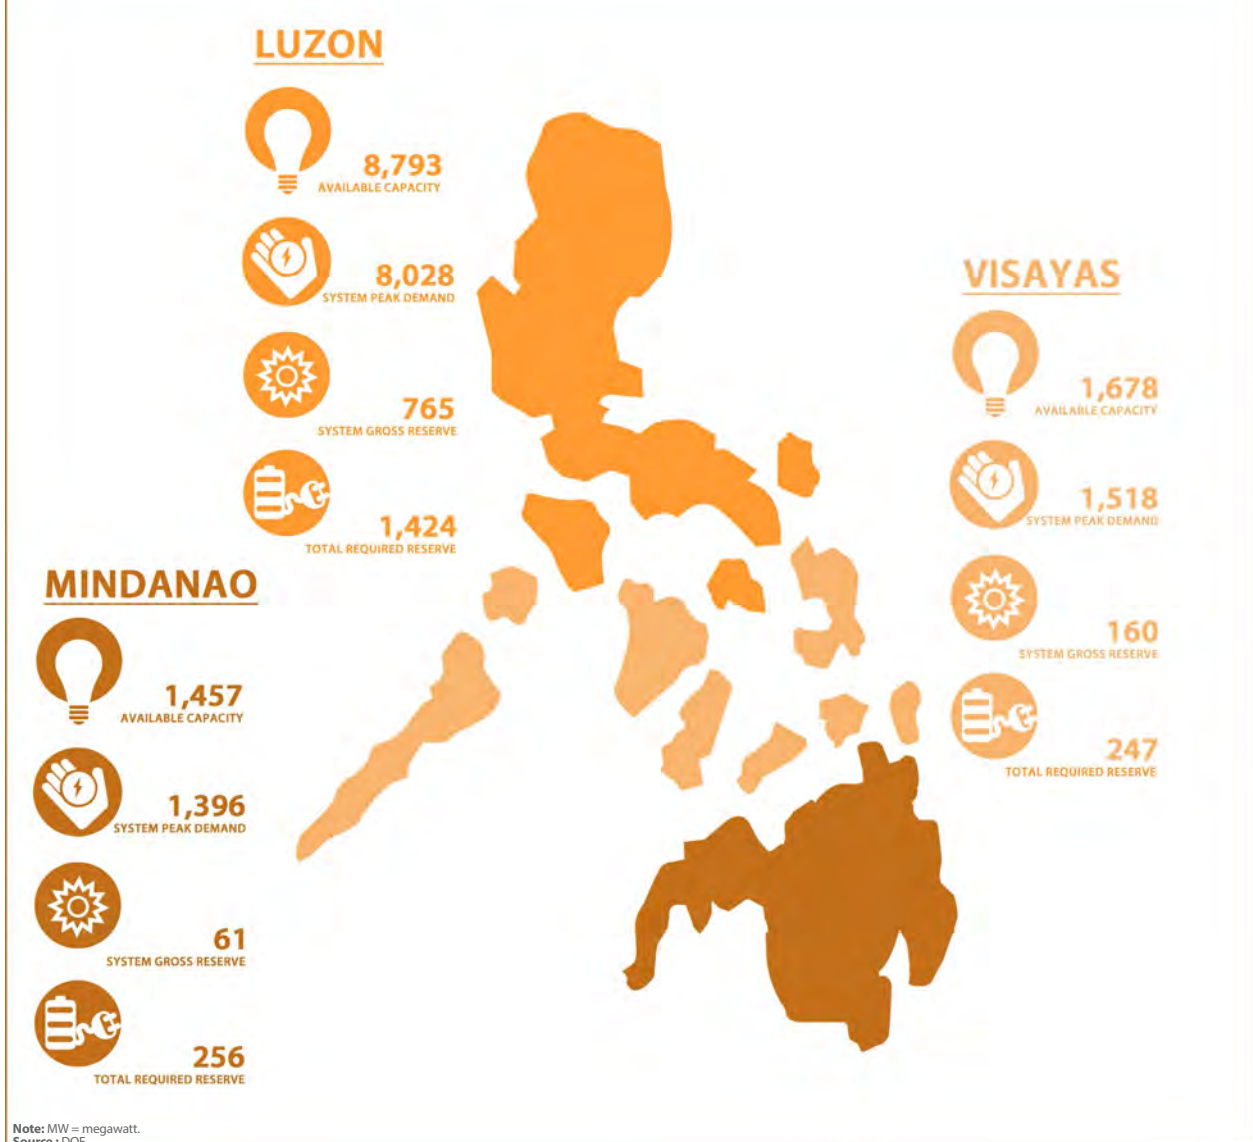 LUZON
8,793
AVAILABLE CAPACITY
8,028
SYSTEM PEAK DEMAND
765
SYSTEM GROSS RESERVE
1,424
TOTAL REQUIRED RESERVE
VISAYAS
1,678
AVAILABLE CAPACITY
1,518
SYSTEM PEAK DEMAND
160
SYSTEM GROSS RESERVE
247
TOTAL REQUIRED RESERVE
MINDANAO
1,457
AVAILABLE CAPACITY
1,396
SYSTEM PEAK DEMAND
61
SYSTEM GROSS RESERVE
256
TOTAL REQUIRED RESERVE
Note: MW = megawatt.
Source : DOE